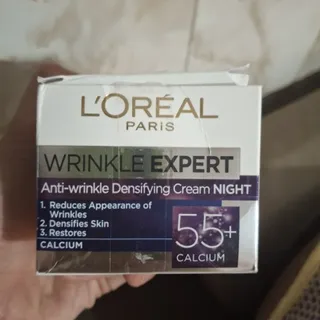 L'ORÉAL
PARIS
WRINKLE EXPERT
Anti-wrinkle Densifying Cream NIGHT
1. Reduces Appearance of
Wrinkles
2. Densifies Skin
3. Restores
CALCIUM
55+
CALCIUM